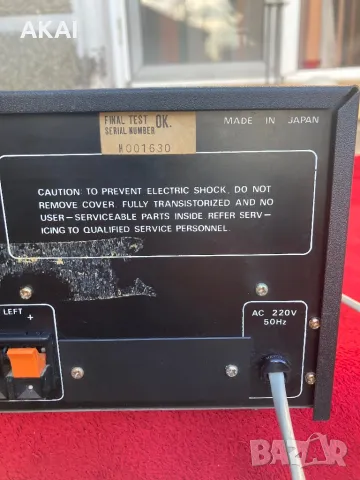 AKAI
FINAL TEST OK.
SERIAL NUMBER
M001630
MADE IN JAPAN
CAUTION: TO PREVENT ELECTRIC SHOCK, DO NOT
REMOVE COVER. FULLY TRANSISTORIZED AND NO
USER-SERVICEABLE PARTS INSIDE REFER SERV-
ICING TO QUALIFIED SERVICE PERSONNEL.
LEFT
+
AC 220V
50Hz
BAZAR